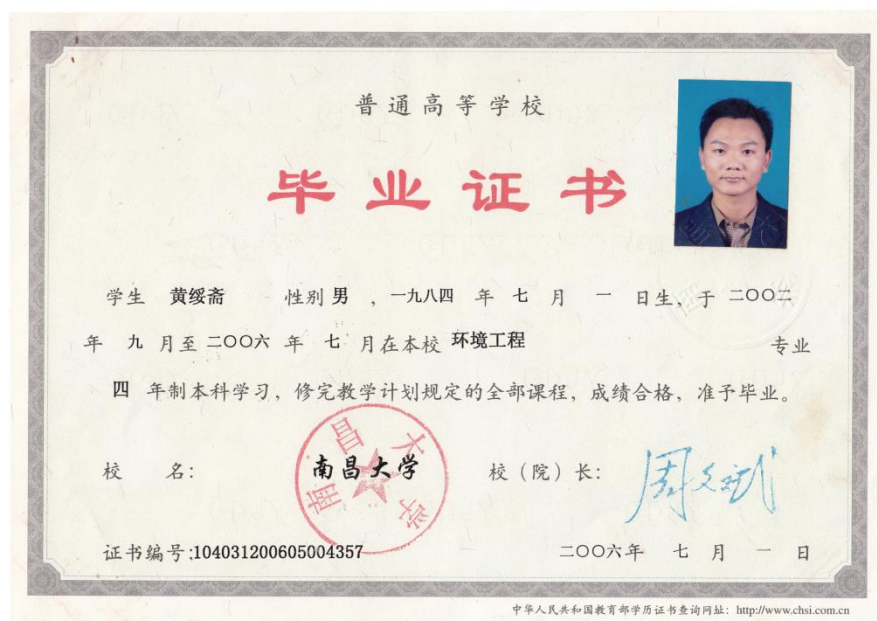 普通高等学校
毕业证书
学生 黄绥斋 性别 男 ，一九八四 年 七 月 一 日生，于 二〇〇二
年 九 月至 二〇〇六 年 七 月在本校 环境工程 专业
四 年制本科学习，修完教学计划规定的全部课程，成绩合格，准予毕业。
校 名： 南昌大学 校（院）长：
南昌大学
证书编号:104031200605004357 二〇〇六年 七 月 一 日
中华人民共和国教育部学历证书查询网址：http://www.chsi.com.cn